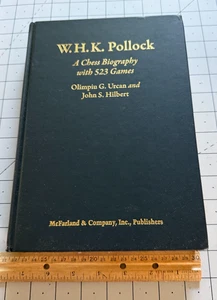 W.H.K. Pollock
A Chess Biography
with 523 Games
Olimpiu G. Urcan and
John S. Hilbert
McFarland & Company, Inc., Publishers